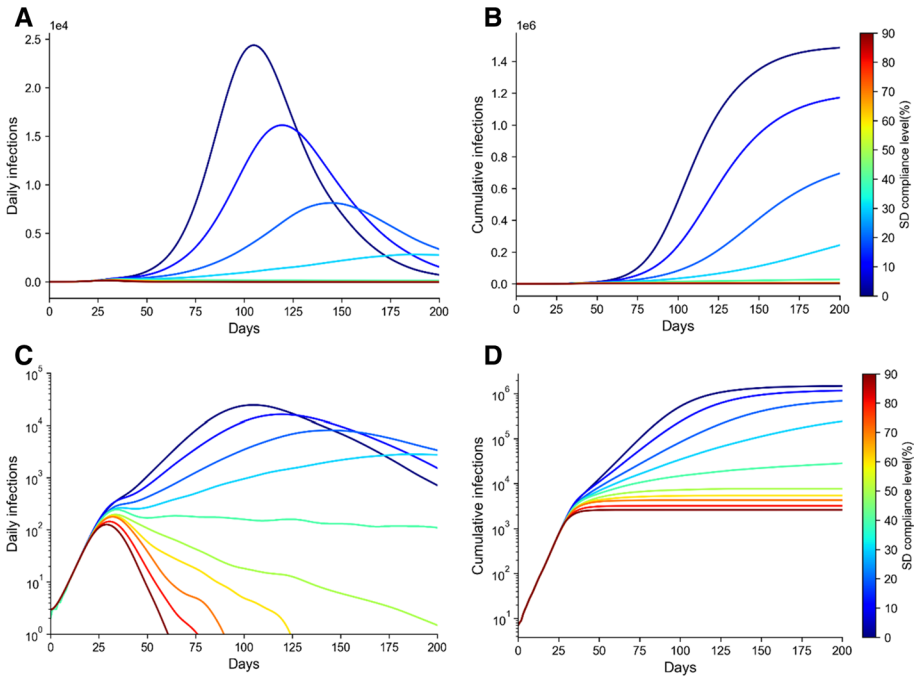 A
1e4
2.5
2.0
1.5
1.0
0.5
0.0
Daily infections
0 25 50 75 100 125 150 175 200
Days
B
1e6
1.4
1.2
1.0
0.8
0.6
0.4
0.2
0.0
Cumulative infections
0 25 50 75 100 125 150 175 200
Days
90
80
70
60
50
40
30
20
10
0
SD compliance level(%)
C
10^5
10^4
10^3
10^2
10^1
10^0
Daily infections
0 25 50 75 100 125 150 175 200
Days
D
10^6
10^5
10^4
10^3
10^2
10^1
Cumulative infections
0 25 50 75 100 125 150 175 200
Days
90
80
70
60
50
40
30
20
10
0
SD compliance level(%)